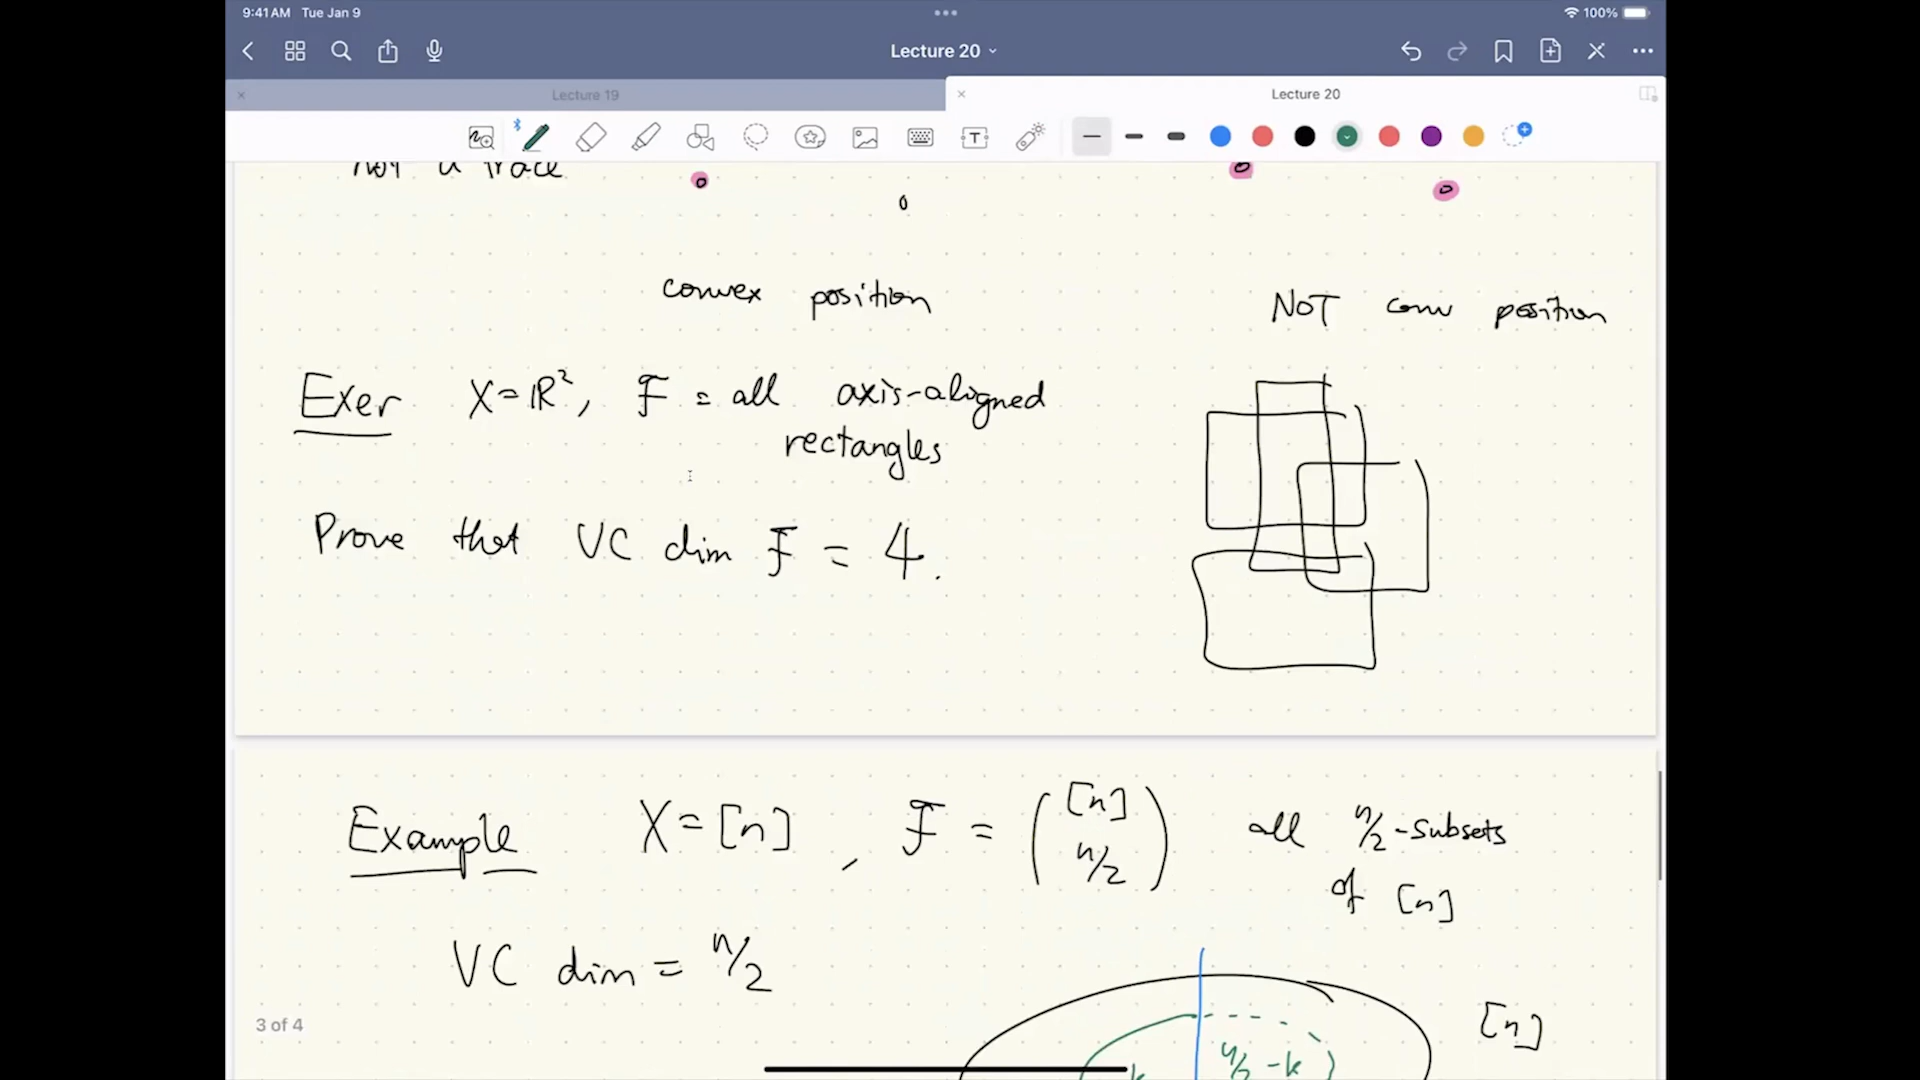 9:41 AM Tue Jan 9
100%
Lecture 20
Lecture 19
Lecture 20
not a trace
convex position
NOT conv position
Exer X = ℝ², F = all axis-aligned
rectangles
Prove that VC dim F = 4.
Example X = [n], F = ([n] n/2) all n/2-subsets
of [n]
VC dim = n/2
[n]
3 of 4
k n/2 - k